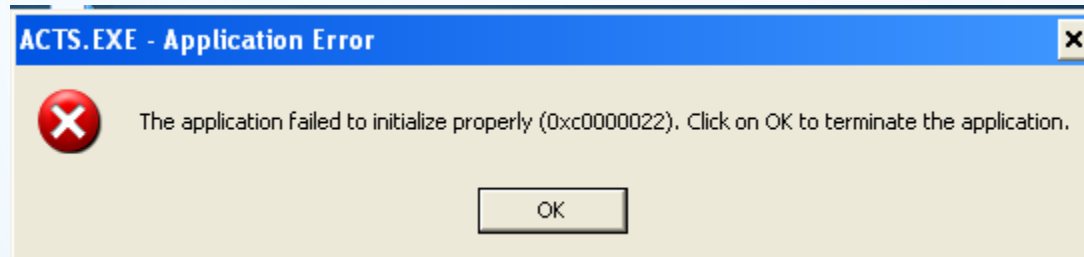 ACTS.EXE - Application Error
The application failed to initialize properly (0xc0000022). Click on OK to terminate the application.
OK